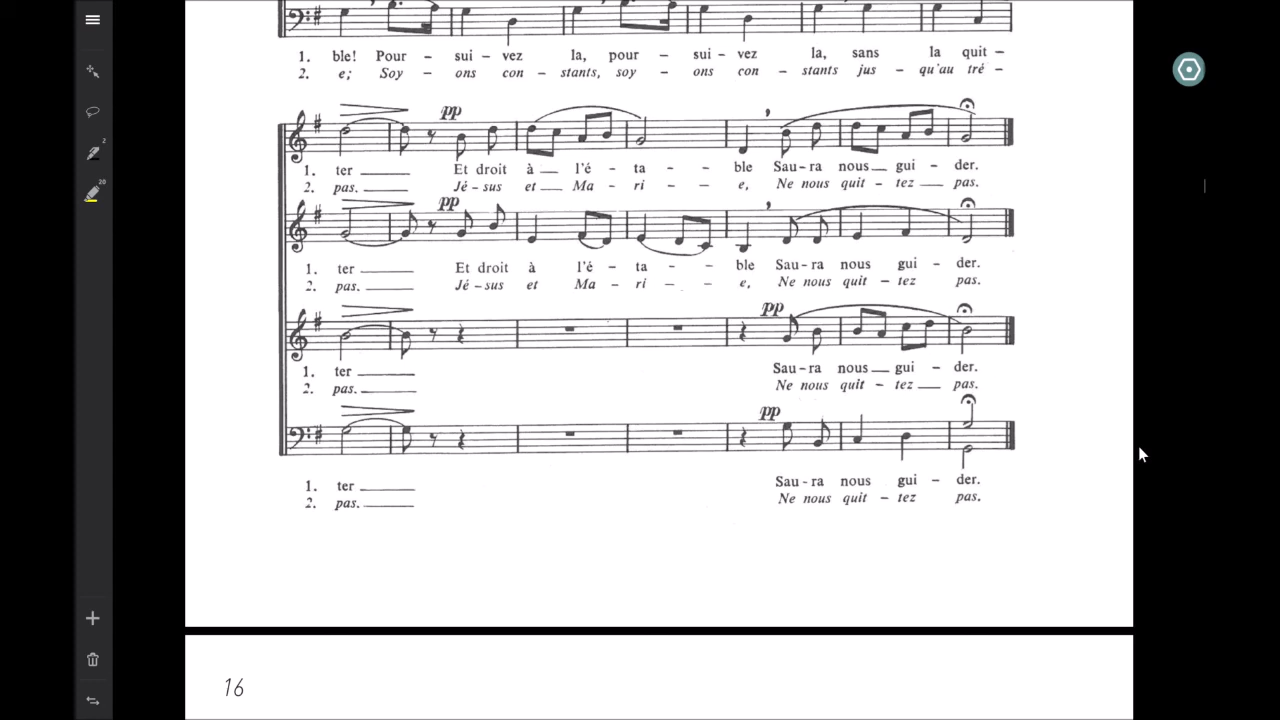 1. ble! Pour – sui – vez la, pour – sui – vez la, sans la quit –
2. e; Soy – ons con – stants, soy – ons con – stants jus – qu'au tré –
pp
1. ter Et droit à l'é – ta – – ble Sau – ra nous gui – der.
2. pas. Jé – sus et Ma – ri – – e, Ne nous quit – tez pas.
pp
1. ter Et droit à l'é – ta – – ble Sau – ra nous gui – der.
2. pas. Jé – sus et Ma – ri – – e, Ne nous quit – tez pas.
pp
1. ter Sau – ra nous gui – der.
2. pas. Ne nous quit – tez pas.
pp
1. ter Sau – ra nous gui – der.
2. pas. Ne nous quit – tez pas.
16
2
20